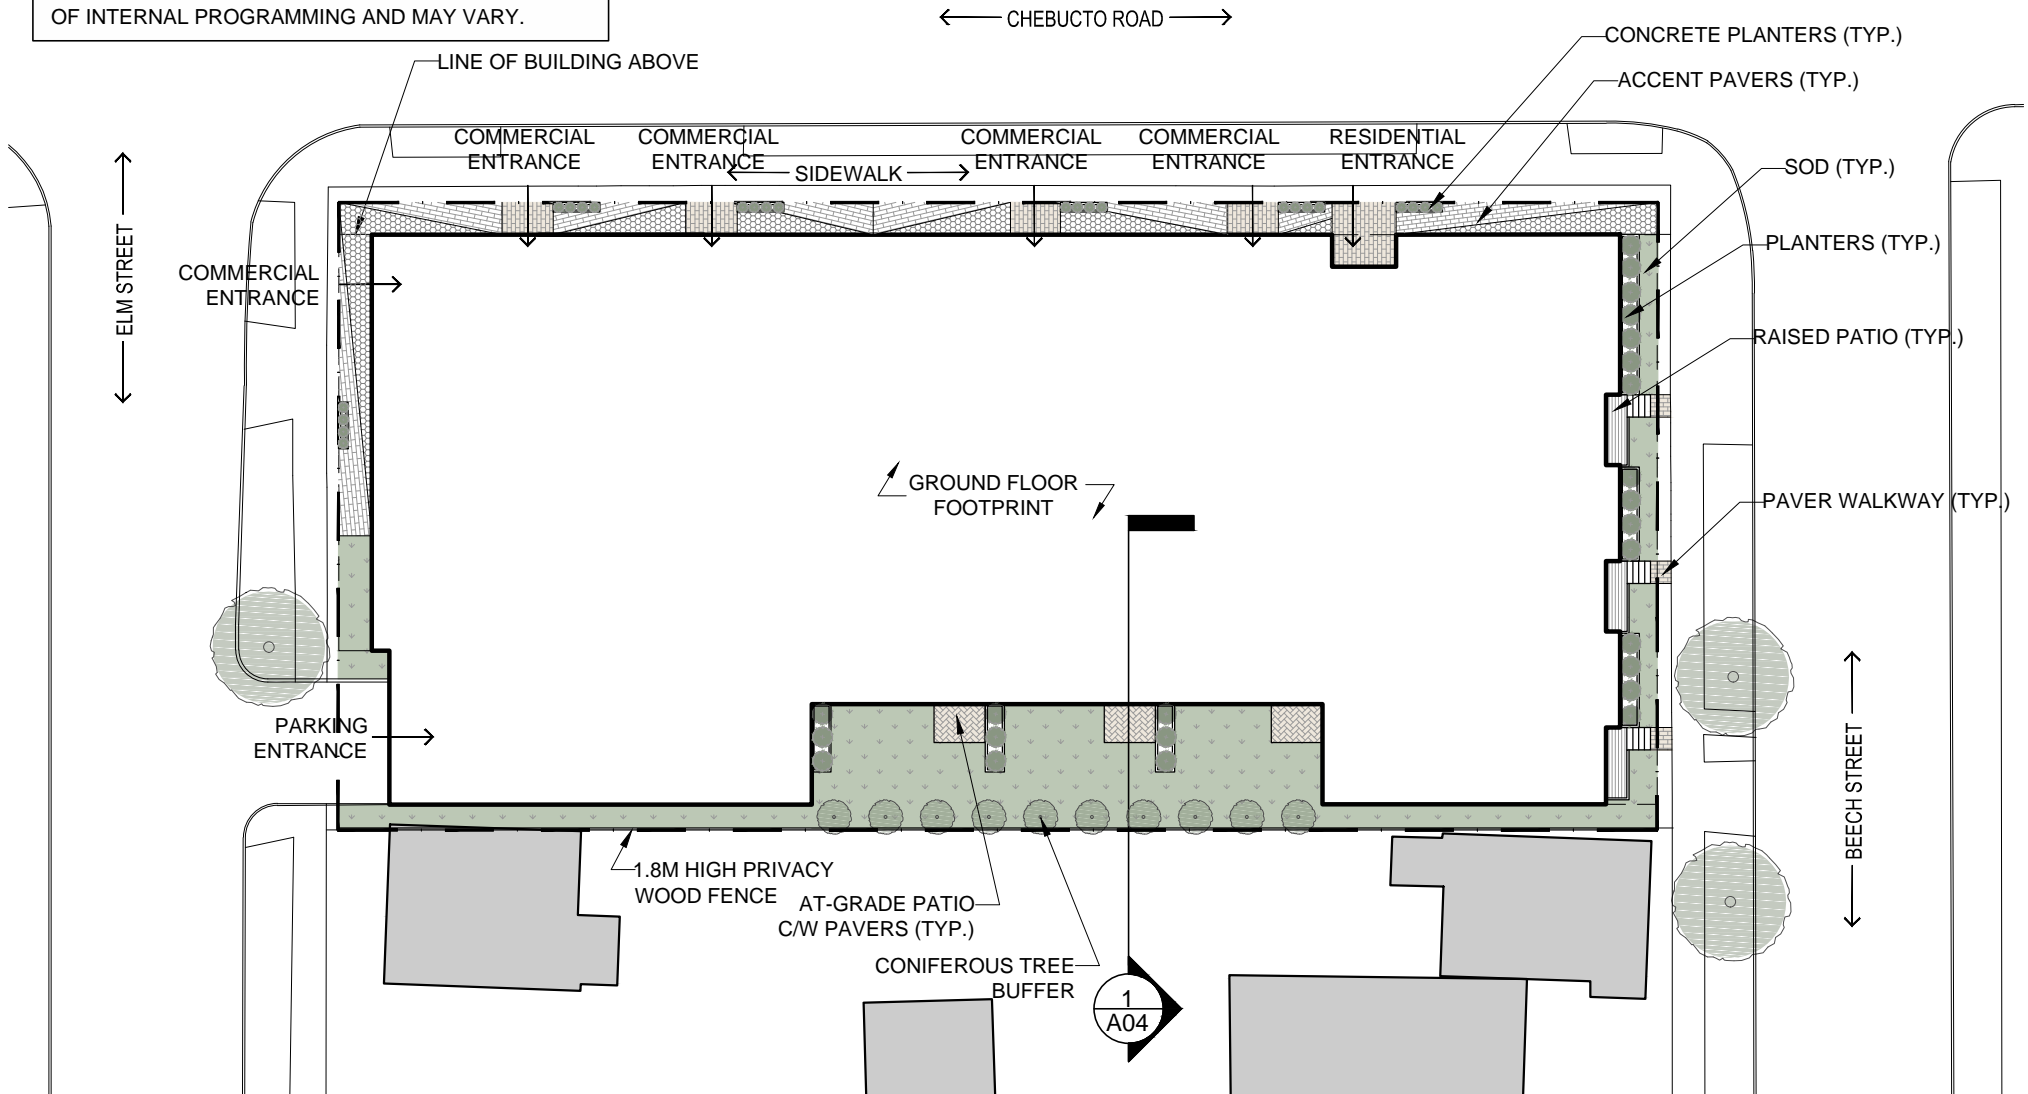 OF INTERNAL PROGRAMMING AND MAY VARY.
CHEBUCTO ROAD
CONCRETE PLANTERS (TYP.)
LINE OF BUILDING ABOVE
ACCENT PAVERS (TYP.)
COMMERCIAL
ENTRANCE
COMMERCIAL
ENTRANCE
COMMERCIAL
ENTRANCE
COMMERCIAL
ENTRANCE
RESIDENTIAL
ENTRANCE
SIDEWALK
SOD (TYP.)
PLANTERS (TYP.)
ELM STREET
COMMERCIAL
ENTRANCE
RAISED PATIO (TYP.)
GROUND FLOOR
FOOTPRINT
PAVER WALKWAY (TYP.)
PARKING
ENTRANCE
BEECH STREET
1.8M HIGH PRIVACY
WOOD FENCE
AT-GRADE PATIO
C/W PAVERS (TYP.)
CONIFEROUS TREE
BUFFER
1
A04